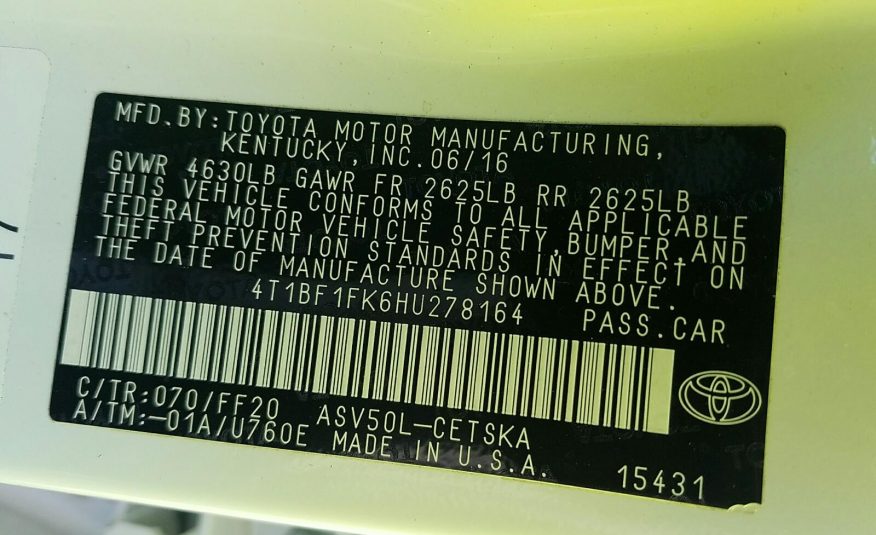 MFD.BY:TOYOTA MOTOR MANUFACTURING,
KENTUCKY,INC.06/16
GVWR 4630LB GAWR FR 2625LB RR 2625LB
THIS VEHICLE CONFORMS TO ALL APPLICABLE
FEDERAL MOTOR VEHICLE SAFETY,BUMPER,AND
THEFT PREVENTION STANDARDS IN EFFECT ON
THE DATE OF MANUFACTURE SHOWN ABOVE.
4T1BF1FK6HU278164 PASS.CAR
C/TR:070/FF20 ASV50L-CETSKA
A/TM:-01A/U760E MADE IN U.S.A.
15431